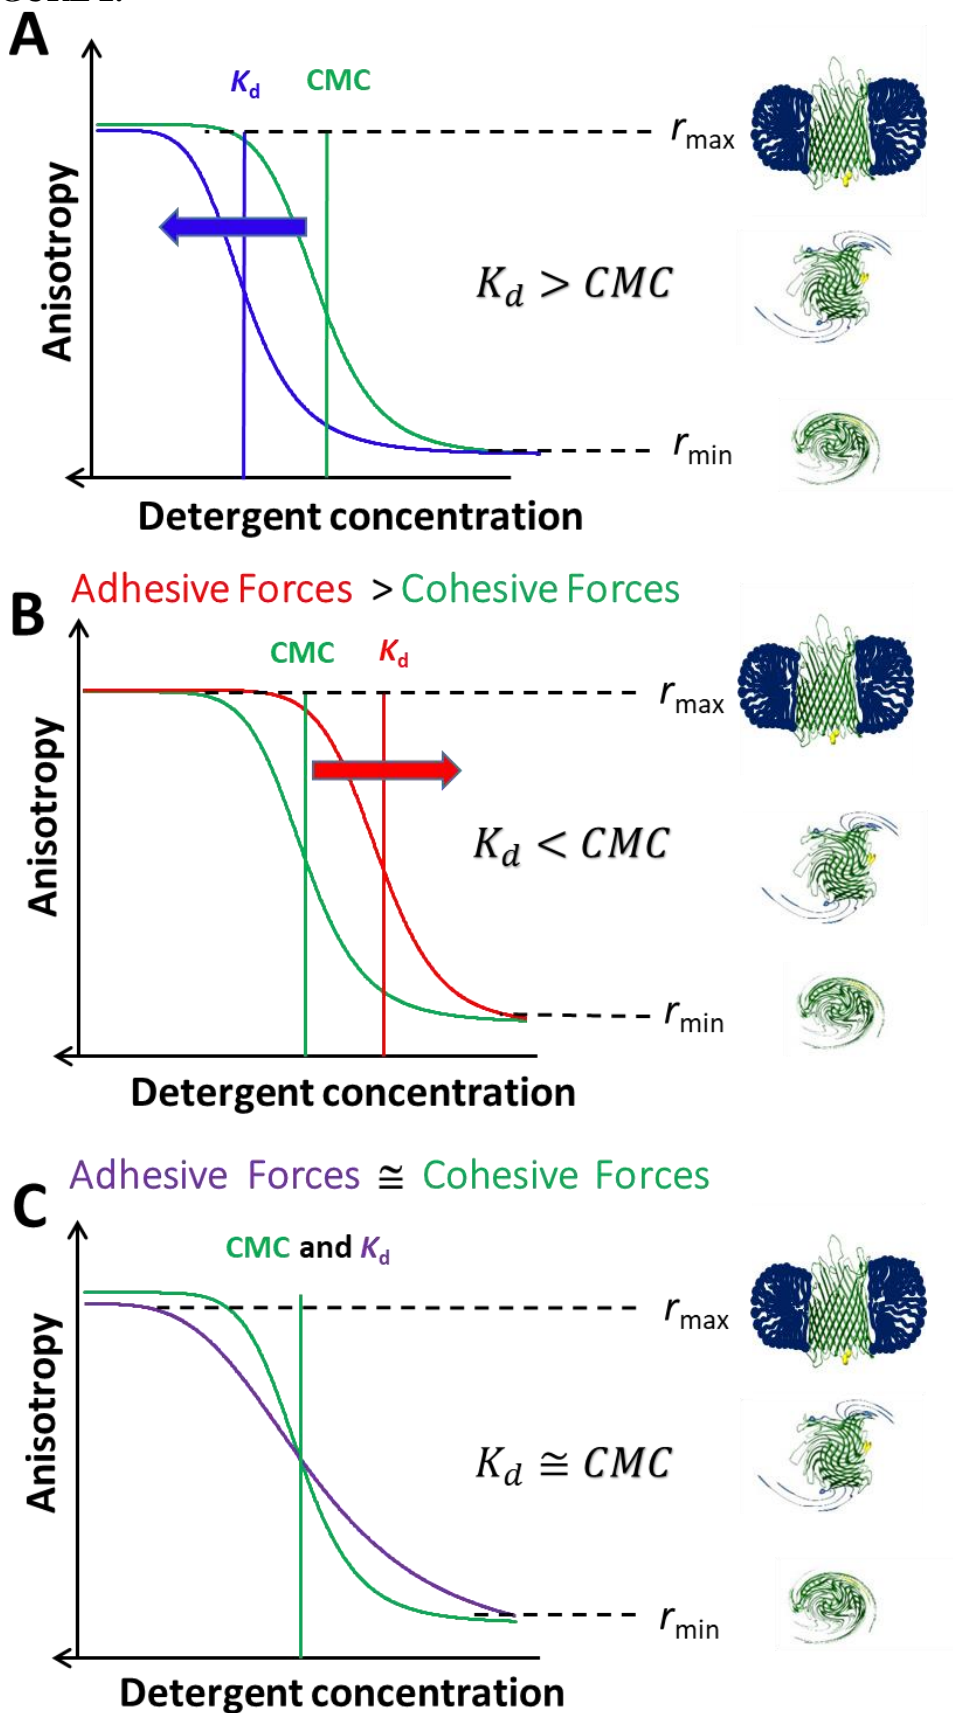 A
Kd CMC
rmax
Anisotropy
Kd > CMC
rmin
Detergent concentration
Adhesive Forces > Cohesive Forces
B
CMC Kd
rmax
Anisotropy
Kd < CMC
rmin
Detergent concentration
Adhesive Forces ≅ Cohesive Forces
C
CMC and Kd
rmax
Anisotropy
Kd ≅ CMC
rmin
Detergent concentration